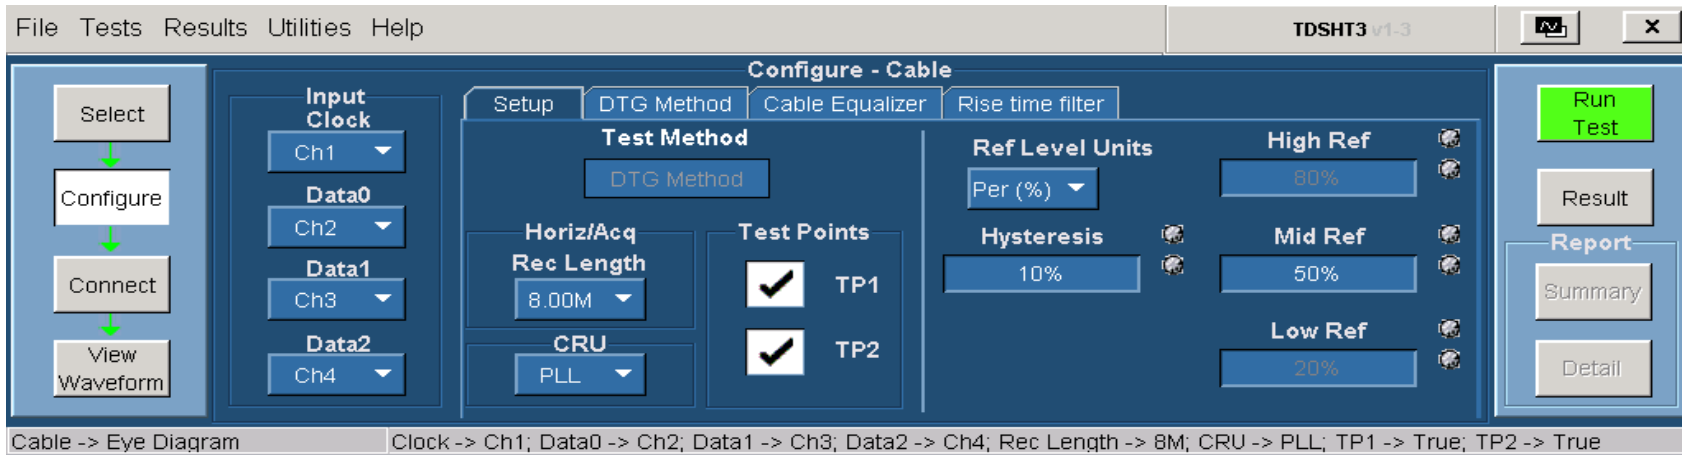 File Tests Results Utilities Help
TDSHT3 v1-3
x
Select
Configure
Connect
View
Waveform
Configure - Cable
Input
Clock
Ch1
Data0
Ch2
Data1
Ch3
Data2
Ch4
Setup DTG Method Cable Equalizer Rise time filter
Test Method
DTG Method
Horiz/Acq
Rec Length
8.00M
CRU
PLL
Test Points
TP1
TP2
Ref Level Units
Per (%)
Hysteresis
10%
High Ref
80%
Mid Ref
50%
Low Ref
20%
Run
Test
Result
Report
Summary
Detail
Cable -> Eye Diagram
Clock -> Ch1; Data0 -> Ch2; Data1 -> Ch3; Data2 -> Ch4; Rec Length -> 8M; CRU -> PLL; TP1 -> True; TP2 -> True